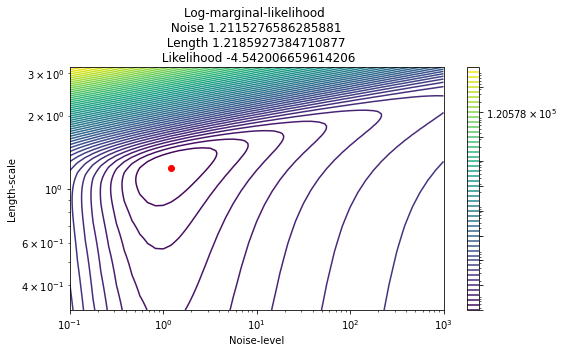 Log-marginal-likelihood
Noise 1.2115276586285881
Length 1.2185927384710877
Likelihood -4.542006659614206
3 × 10⁰
2 × 10⁰
10⁰
6 × 10⁻¹
4 × 10⁻¹
Length-scale
10⁻¹ 10⁰ 10¹ 10² 10³
Noise-level
1.20578 × 10⁵